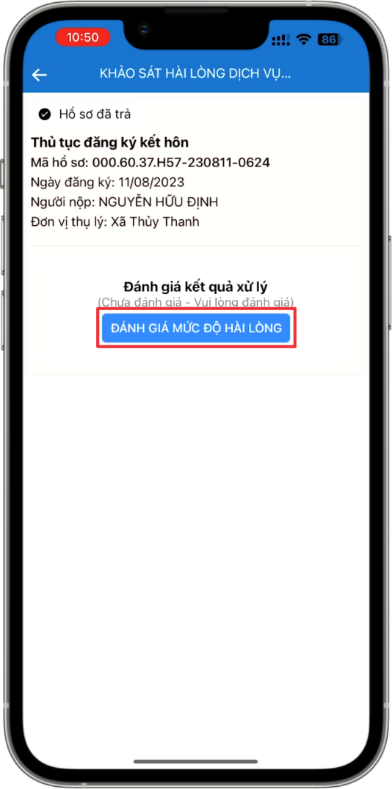 10:50
86
KHẢO SÁT HÀI LÒNG DỊCH VỤ...
Hồ sơ đã trả
Thủ tục đăng ký kết hôn
Mã hồ sơ: 000.60.37.H57-230811-0624
Ngày đăng ký: 11/08/2023
Người nộp: NGUYỄN HỮU ĐỊNH
Đơn vị thụ lý: Xã Thủy Thanh
Đánh giá kết quả xử lý
(Chưa đánh giá - Vui lòng đánh giá)
ĐÁNH GIÁ MỨC ĐỘ HÀI LÒNG